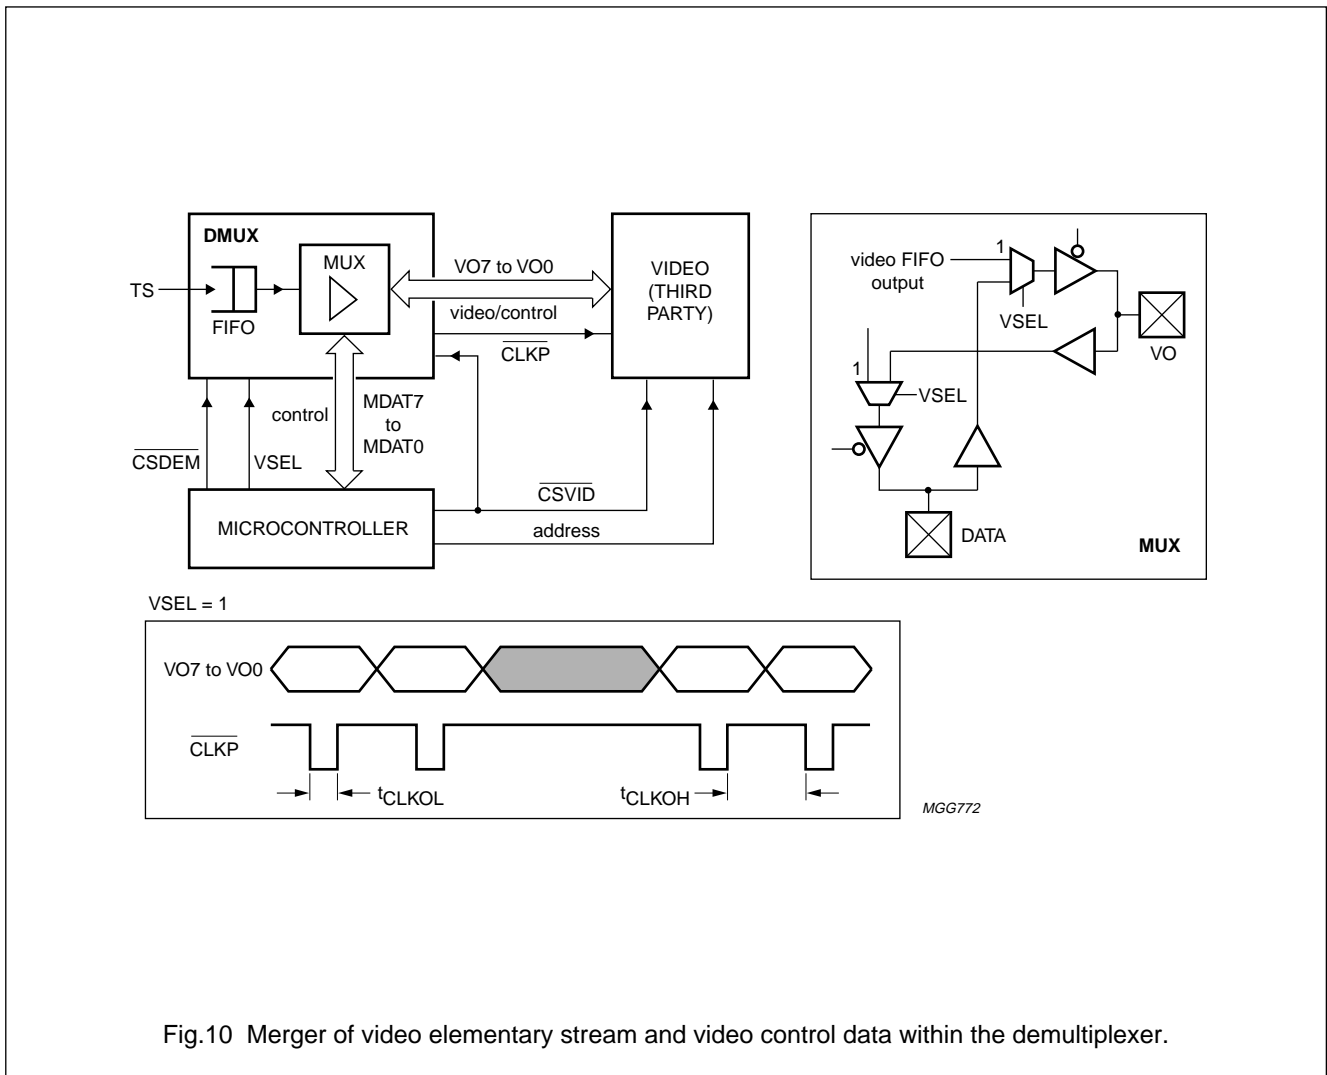 DMUX
MUX
TS
FIFO
VO7 to VO0
video/control
CLKP
VIDEO
(THIRD
PARTY)
control
MDAT7
to
MDAT0
CSDEM
VSEL
MICROCONTROLLER
CSVID
address
1
video FIFO
output
VSEL
VO
1
VSEL
DATA
MUX
VSEL = 1
VO7 to VO0
CLKP
tCLKOL
tCLKOH
MGG772
Fig.10 Merger of video elementary stream and video control data within the demultiplexer.